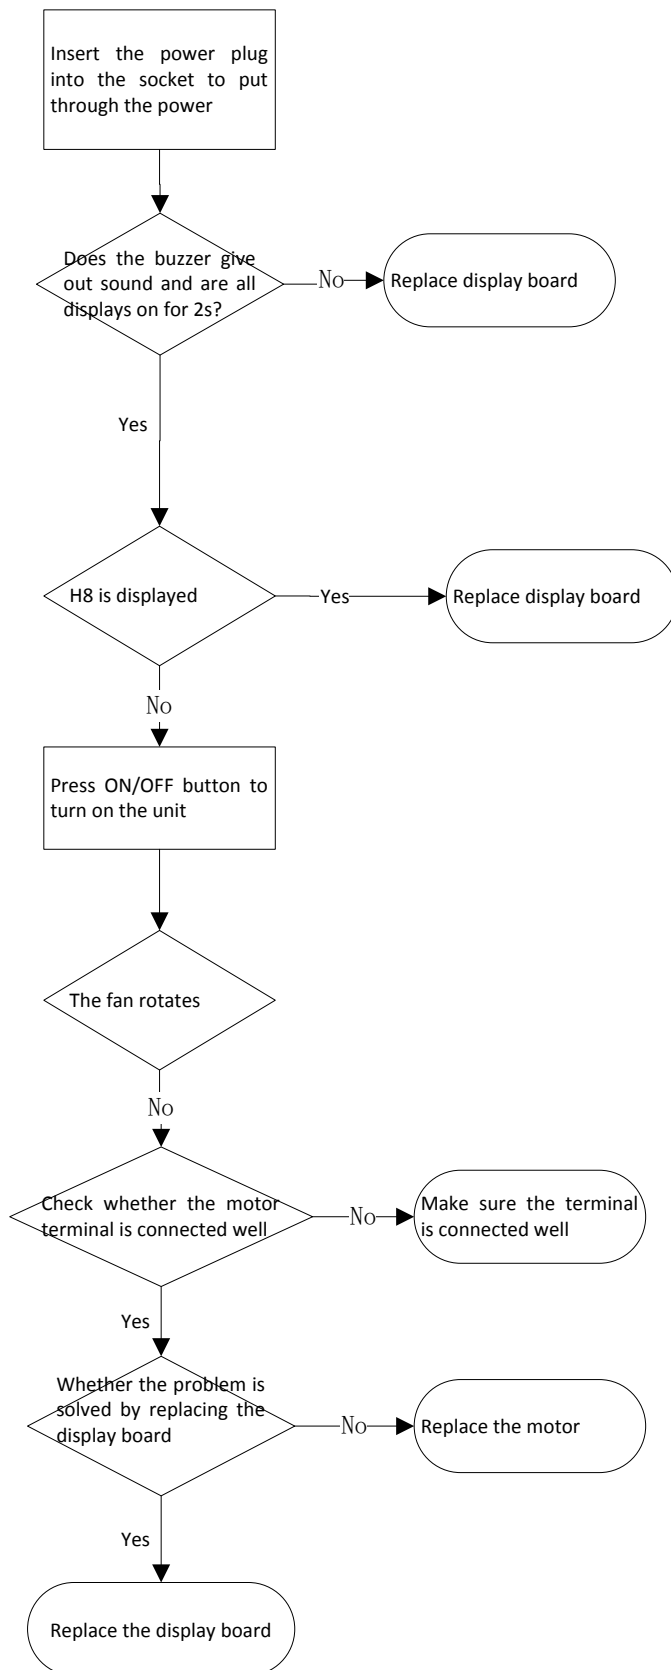 Insert the power plug
into the socket to put
through the power
Does the buzzer give
out sound and are all
displays on for 2s?
No
Replace display board
Yes
H8 is displayed
Yes
Replace display board
No
Press ON/OFF button to
turn on the unit
The fan rotates
No
Check whether the motor
terminal is connected well
No
Make sure the terminal
is connected well
Yes
Whether the problem is
solved by replacing the
display board
No
Replace the motor
Yes
Replace the display board